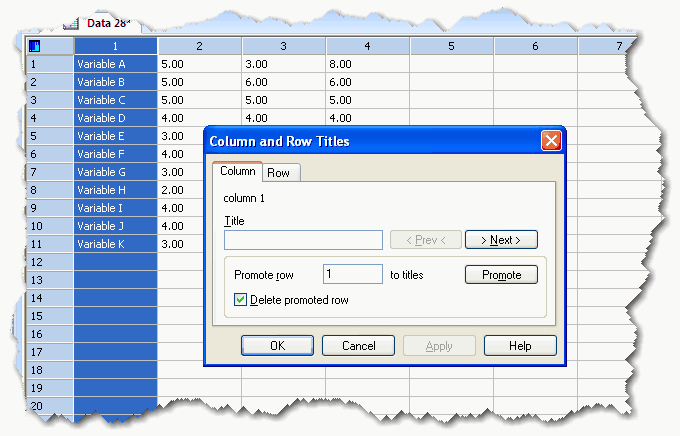 Data 28*
1 2 3 4 5 6 7
1 Variable A 5.00 3.00 8.00
2 Variable B 5.00 6.00 6.00
3 Variable C 5.00 5.00 5.00
4 Variable D 4.00 4.00 4.00
5 Variable E 3.00
6 Variable F 4.00
7 Variable G 3.00
8 Variable H 2.00
9 Variable I 4.00
10 Variable J 4.00
11 Variable K 3.00
12
13
14
15
16
17
18
19
20
Column and Row Titles
Column Row
column 1
Title
< Prev < > Next >
Promote row 1 to titles Promote
Delete promoted row
OK Cancel Apply Help